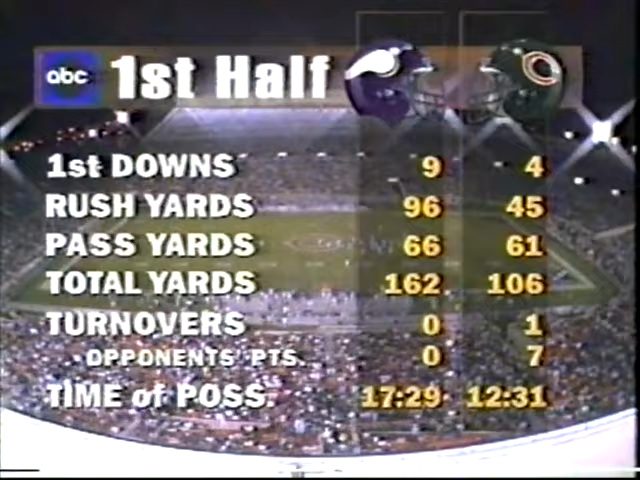 abc 1st Half
1st DOWNS 9 4
RUSH YARDS 96 45
PASS YARDS 66 61
TOTAL YARDS 162 106
TURNOVERS 0 1
OPPONENTS' PTS. 0 7
TIME of POSS. 17:29 12:31